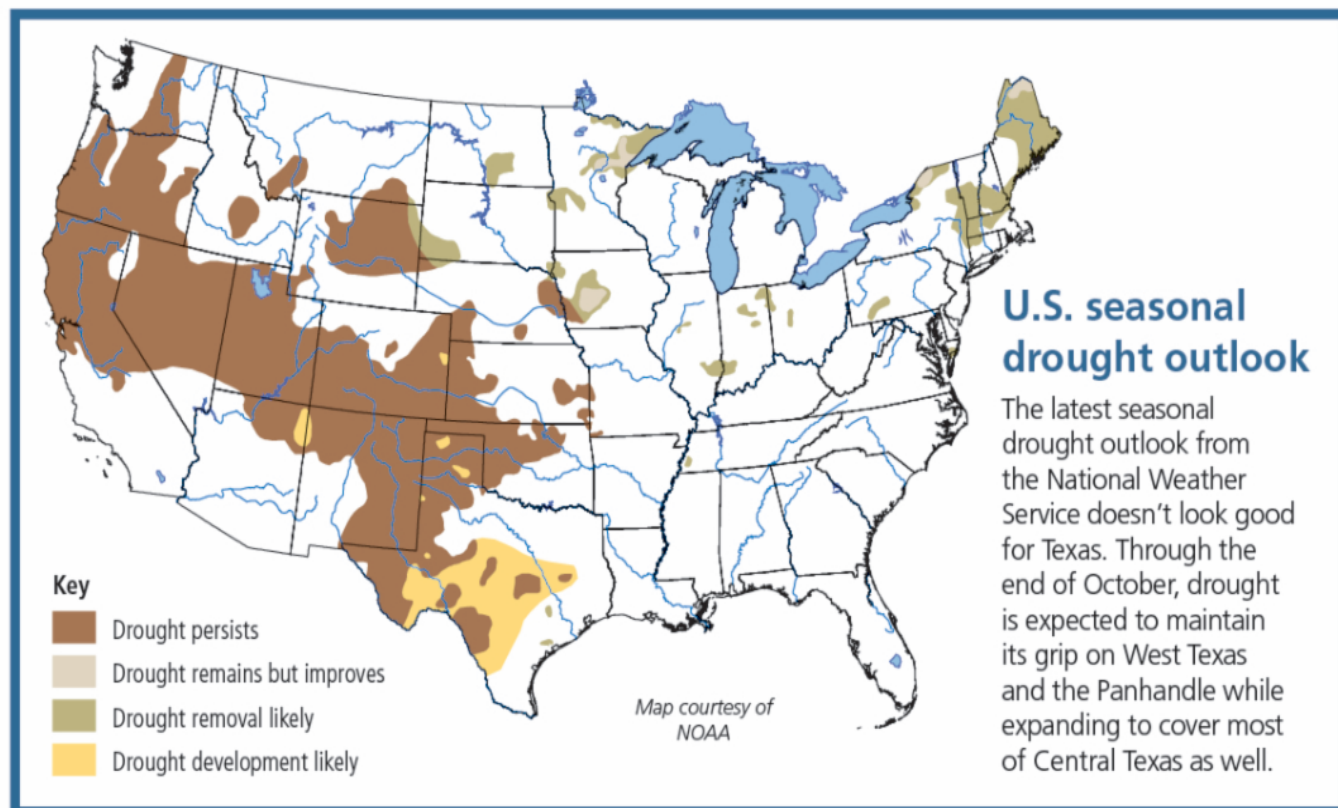 U.S. seasonal
drought outlook
The latest seasonal
drought outlook from
the National Weather
Service doesn’t look good
for Texas. Through the
end of October, drought
is expected to maintain
its grip on West Texas
and the Panhandle while
expanding to cover most
of Central Texas as well.
Key
Drought persists
Drought remains but improves
Drought removal likely
Drought development likely
Map courtesy of
NOAA